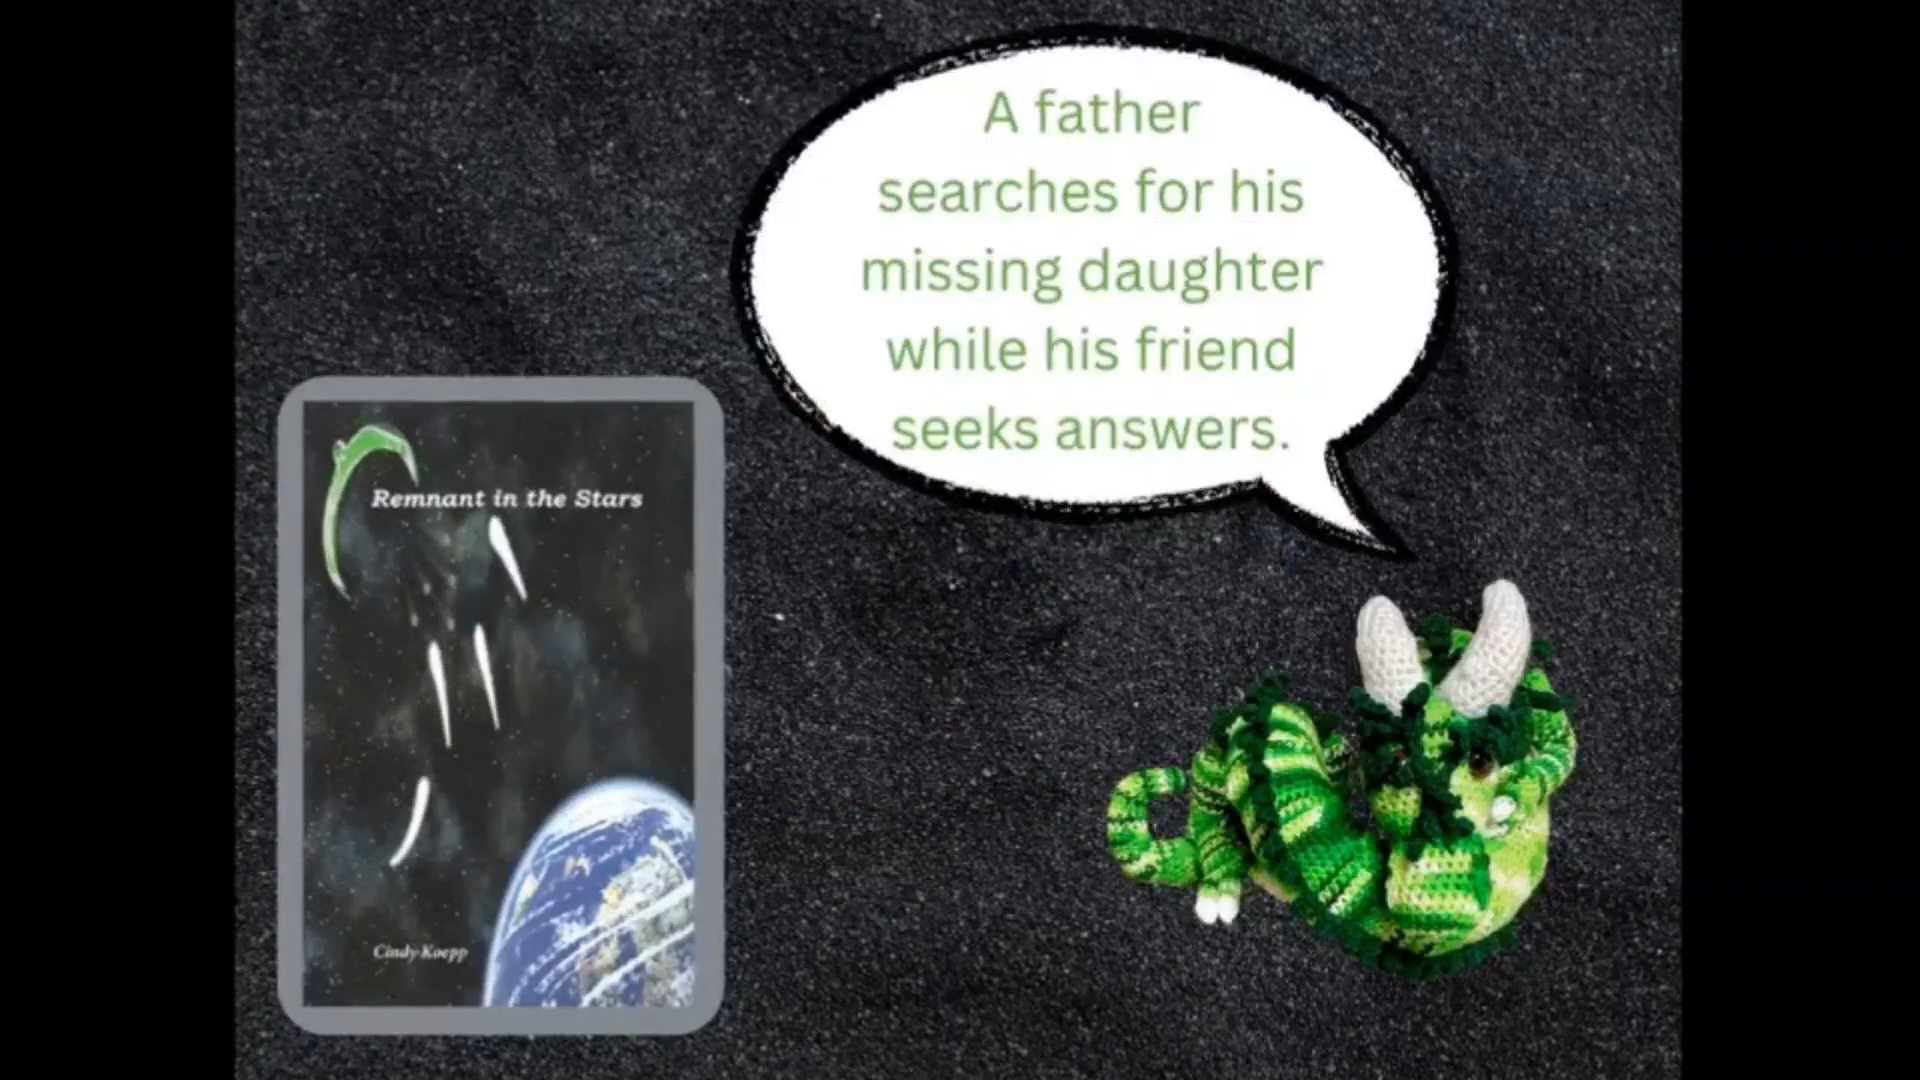 A father
searches for his
missing daughter
while his friend
seeks answers.
Remnant in the Stars
Cindy Koepp